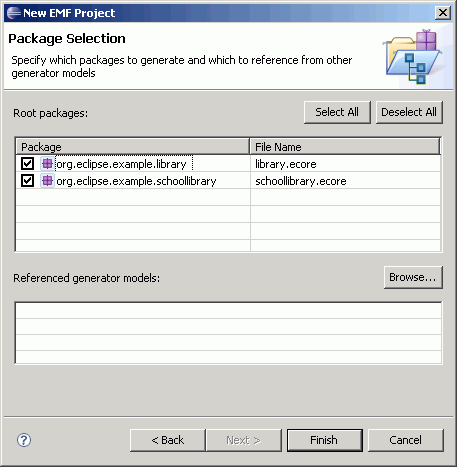 New EMF Project
Package Selection
Specify which packages to generate and which to reference from other
generator models
Root packages:
Select All
Deselect All
Package
File Name
org.eclipse.example.library
library.ecore
org.eclipse.example.schoollibrary
schoollibrary.ecore
Referenced generator models:
Browse...
?
< Back
Next >
Finish
Cancel